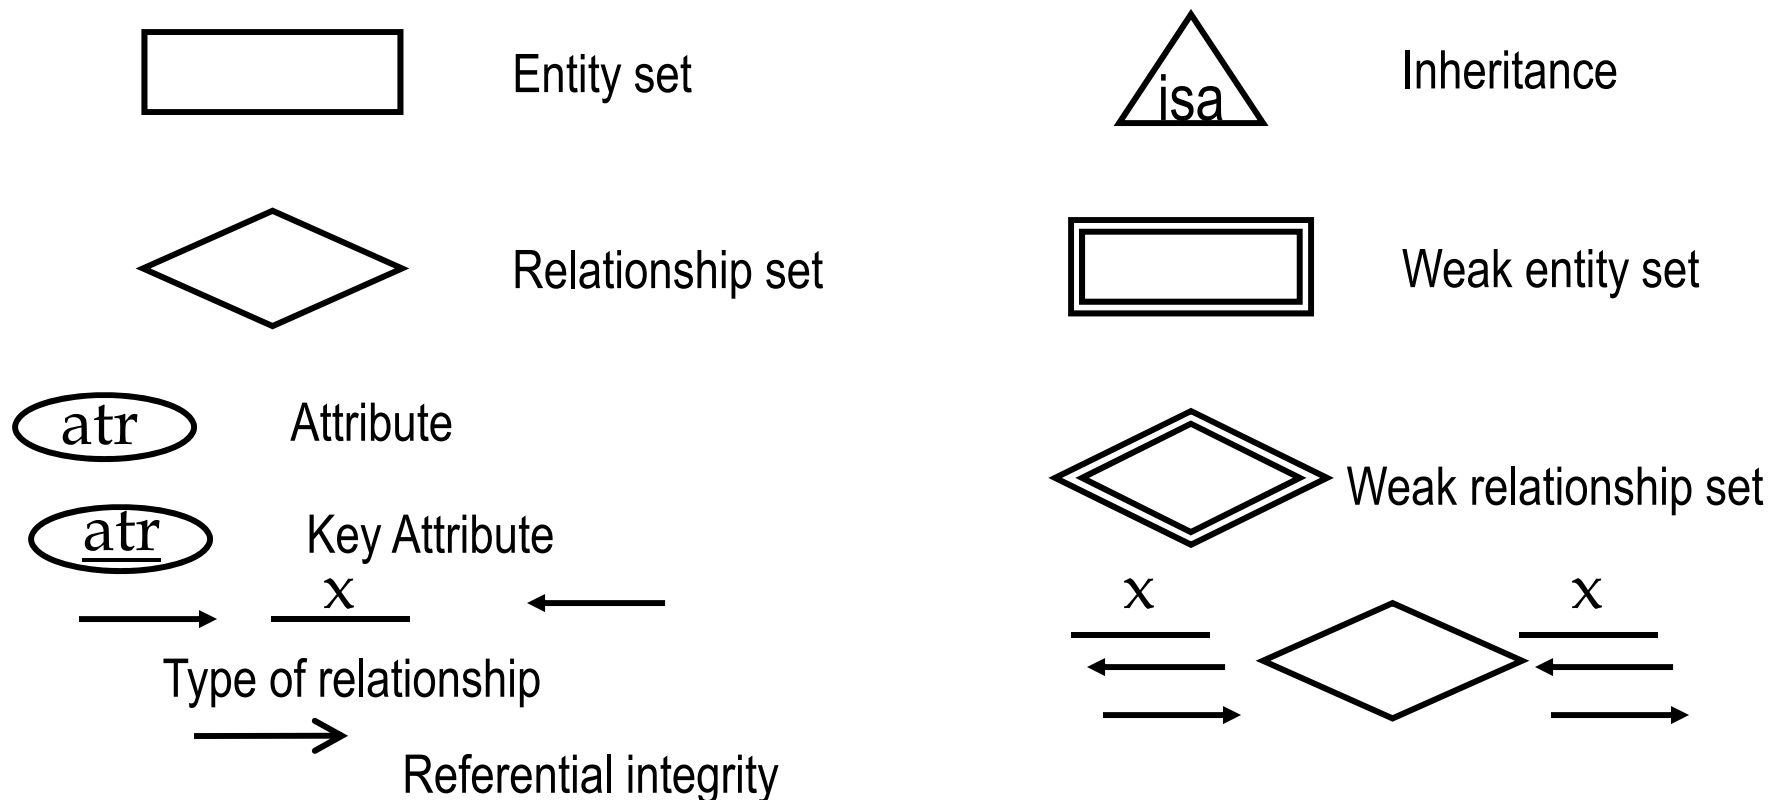 Entity set
Relationship set
atr
Attribute
atr
Key Attribute
x
Type of relationship
Referential integrity
isa
Inheritance
Weak entity set
Weak relationship set
x
x